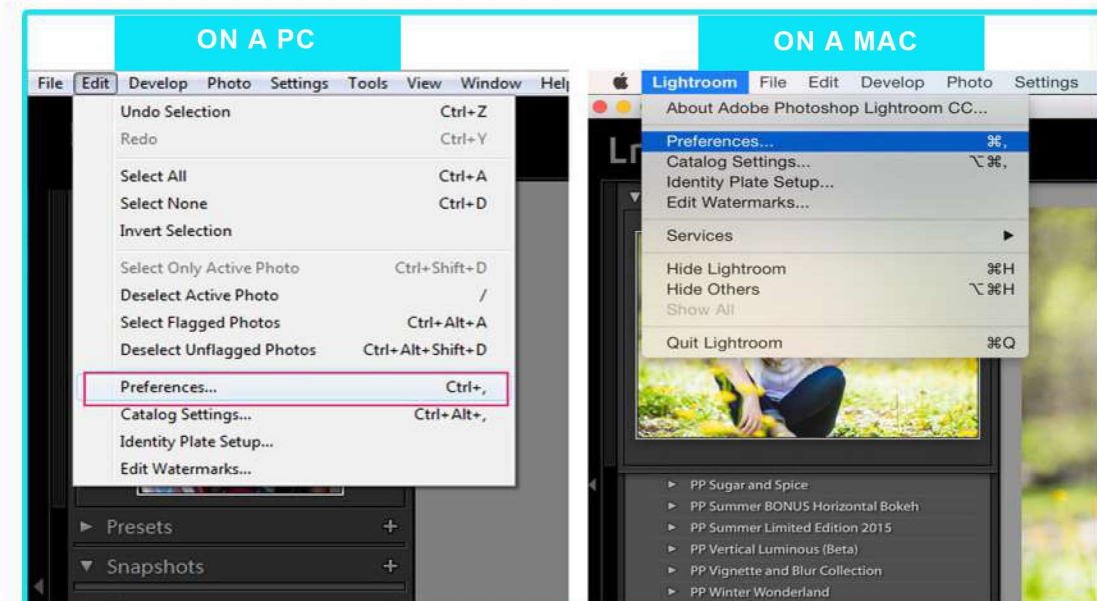 ON A PC
File Edit Develop Photo Settings Tools View Window Help
Undo Selection Ctrl+Z
Redo Ctrl+Y
Select All Ctrl+A
Select None Ctrl+D
Invert Selection
Select Only Active Photo Ctrl+Shift+D
Deselect Active Photo /
Select Flagged Photos Ctrl+Alt+A
Deselect Unflagged Photos Ctrl+Alt+Shift+D
Preferences... Ctrl+,
Catalog Settings... Ctrl+Alt+,
Identity Plate Setup...
Edit Watermarks...
Presets +
Snapshots +
ON A MAC
Lightroom File Edit Develop Photo Settings
Lr
About Adobe Photoshop Lightroom CC...
Preferences... ⌘,
Catalog Settings... ⌥⌘,
Identity Plate Setup...
Edit Watermarks...
Services
Hide Lightroom ⌘H
Hide Others ⌥⌘H
Show All
Quit Lightroom ⌘Q
PP Sugar and Spice
PP Summer BONUS Horizontal Bokeh
PP Summer Limited Edition 2015
PP Vertical Luminous (Beta)
PP Vignette and Blur Collection
PP Winter Wonderland